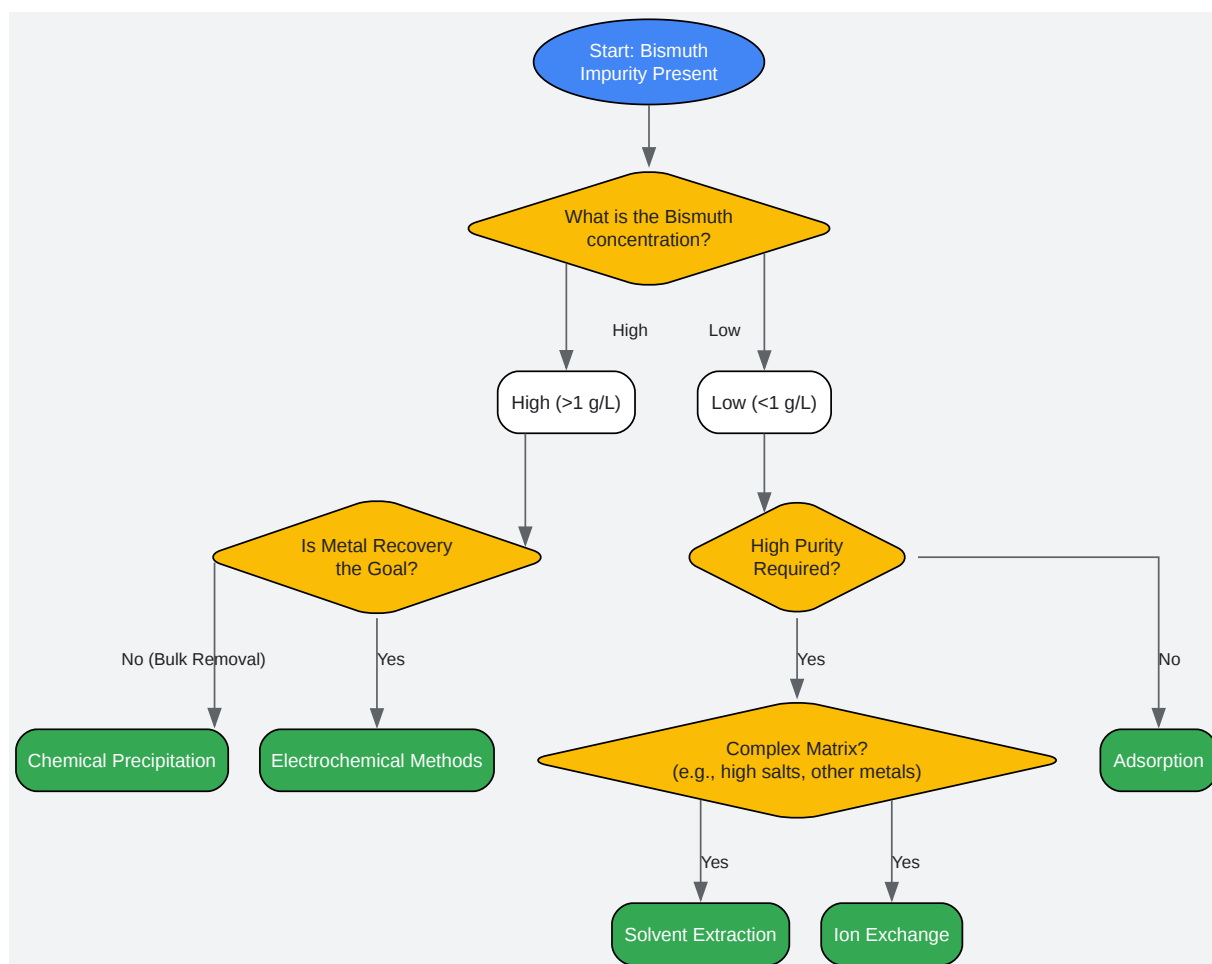 Start: Bismuth
Impurity Present
What is the Bismuth
concentration?
High
Low
High (>1 g/L)
Low (<1 g/L)
Is Metal Recovery
the Goal?
High Purity
Required?
No (Bulk Removal)
Yes
Yes
No
Chemical Precipitation
Electrochemical Methods
Complex Matrix?
(e.g., high salts, other metals)
Adsorption
Yes
Yes
Solvent Extraction
Ion Exchange